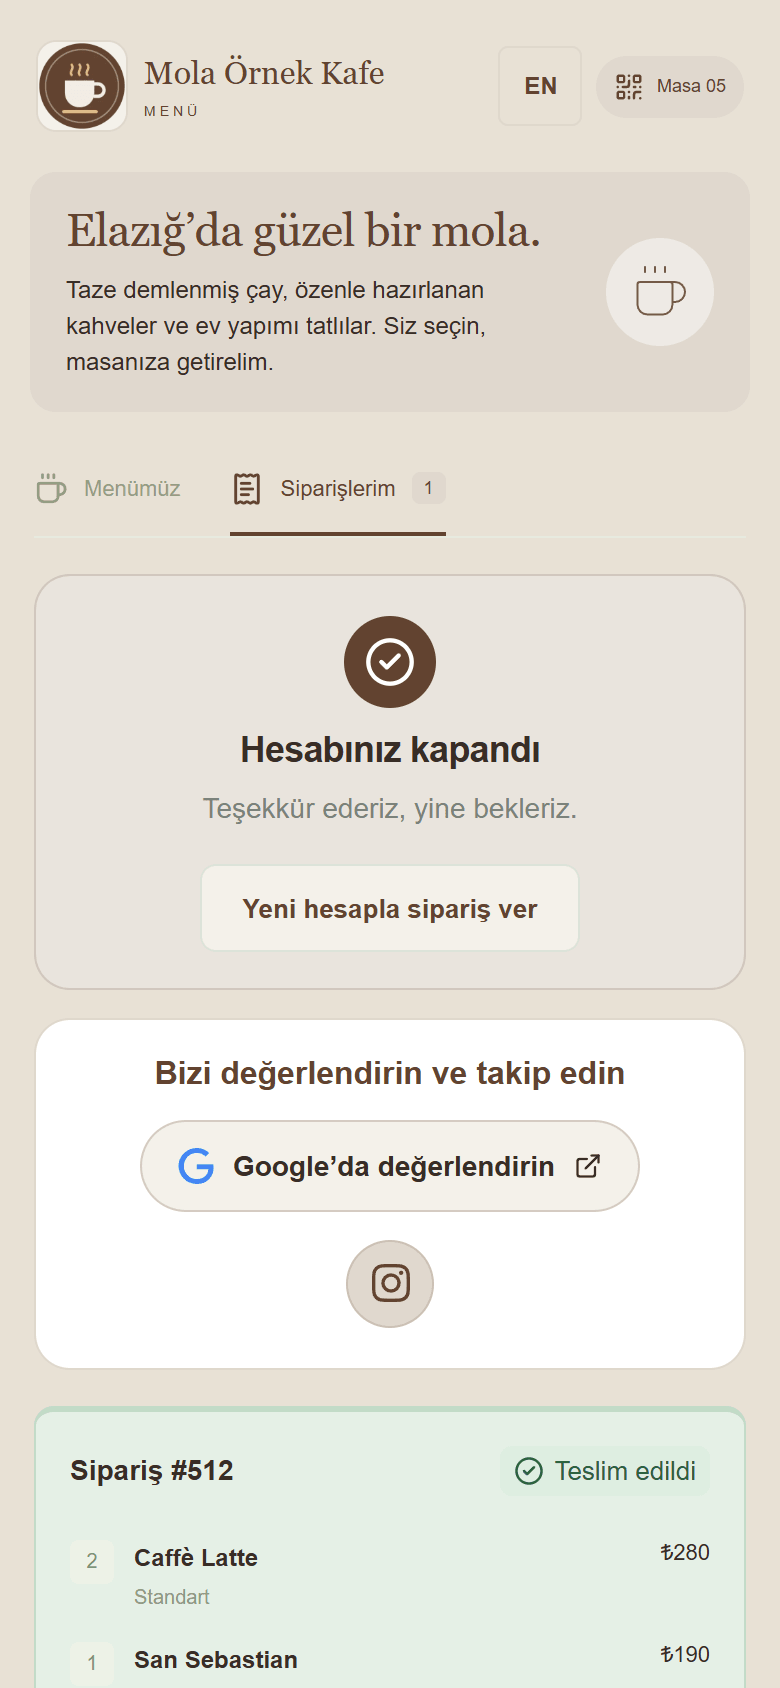 Mola Örnek Kafe
MENÜ
EN
Masa 05
Elazığ’da güzel bir mola.
Taze demlenmiş çay, özenle hazırlanan
kahveler ve ev yapımı tatlılar. Siz seçin,
masanıza getirelim.
Menümüz
Siparişlerim
1
Hesabınız kapandı
Teşekkür ederiz, yine bekleriz.
Yeni hesapla sipariş ver
Bizi değerlendirin ve takip edin
Google’da değerlendirin
Sipariş #512
Teslim edildi
2
Caffè Latte
₺280
Standart
1
San Sebastian
₺190